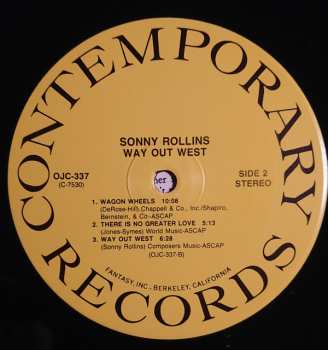 CONTEMPORARY
SONNY ROLLINS
WAY OUT WEST
OJC-337
(C-7530)
SIDE 2
STEREO
1. WAGON WHEELS 10:08
(DeRose-Hill) Chappell & Co., Inc./Shapiro,
Bernstein, & Co-ASCAP
2. THERE IS NO GREATER LOVE 5:13
(Jones-Symes) World Music-ASCAP
3. WAY OUT WEST 6:28
(Sonny Rollins) Composers Music-ASCAP
(OJC-337-B)
FANTASY, INC., BERKELEY, CALIFORNIA
RECORDS